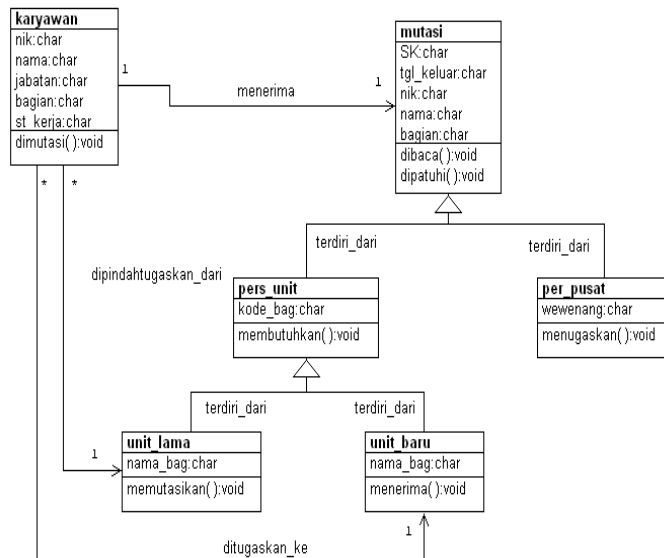 karyawan
nik:char
nama:char
jabatan:char
bagian:char
st_kerja:char
dimutasi():void
1
menerima
1
mutasi
SK:char
tgl_keluar:char
nik:char
nama:char
bagian:char
dibaca():void
dipatuhi():void
*
*
terdiri_dari
terdiri_dari
dipindahtugaskan_dari
pers_unit
kode_bag:char
membutuhkan():void
per_pusat
wewenang:char
menugaskan():void
terdiri_dari
terdiri_dari
1
unit_lama
nama_bag:char
memutasikan():void
unit_baru
nama_bag:char
menerima():void
1
ditugaskan_ke